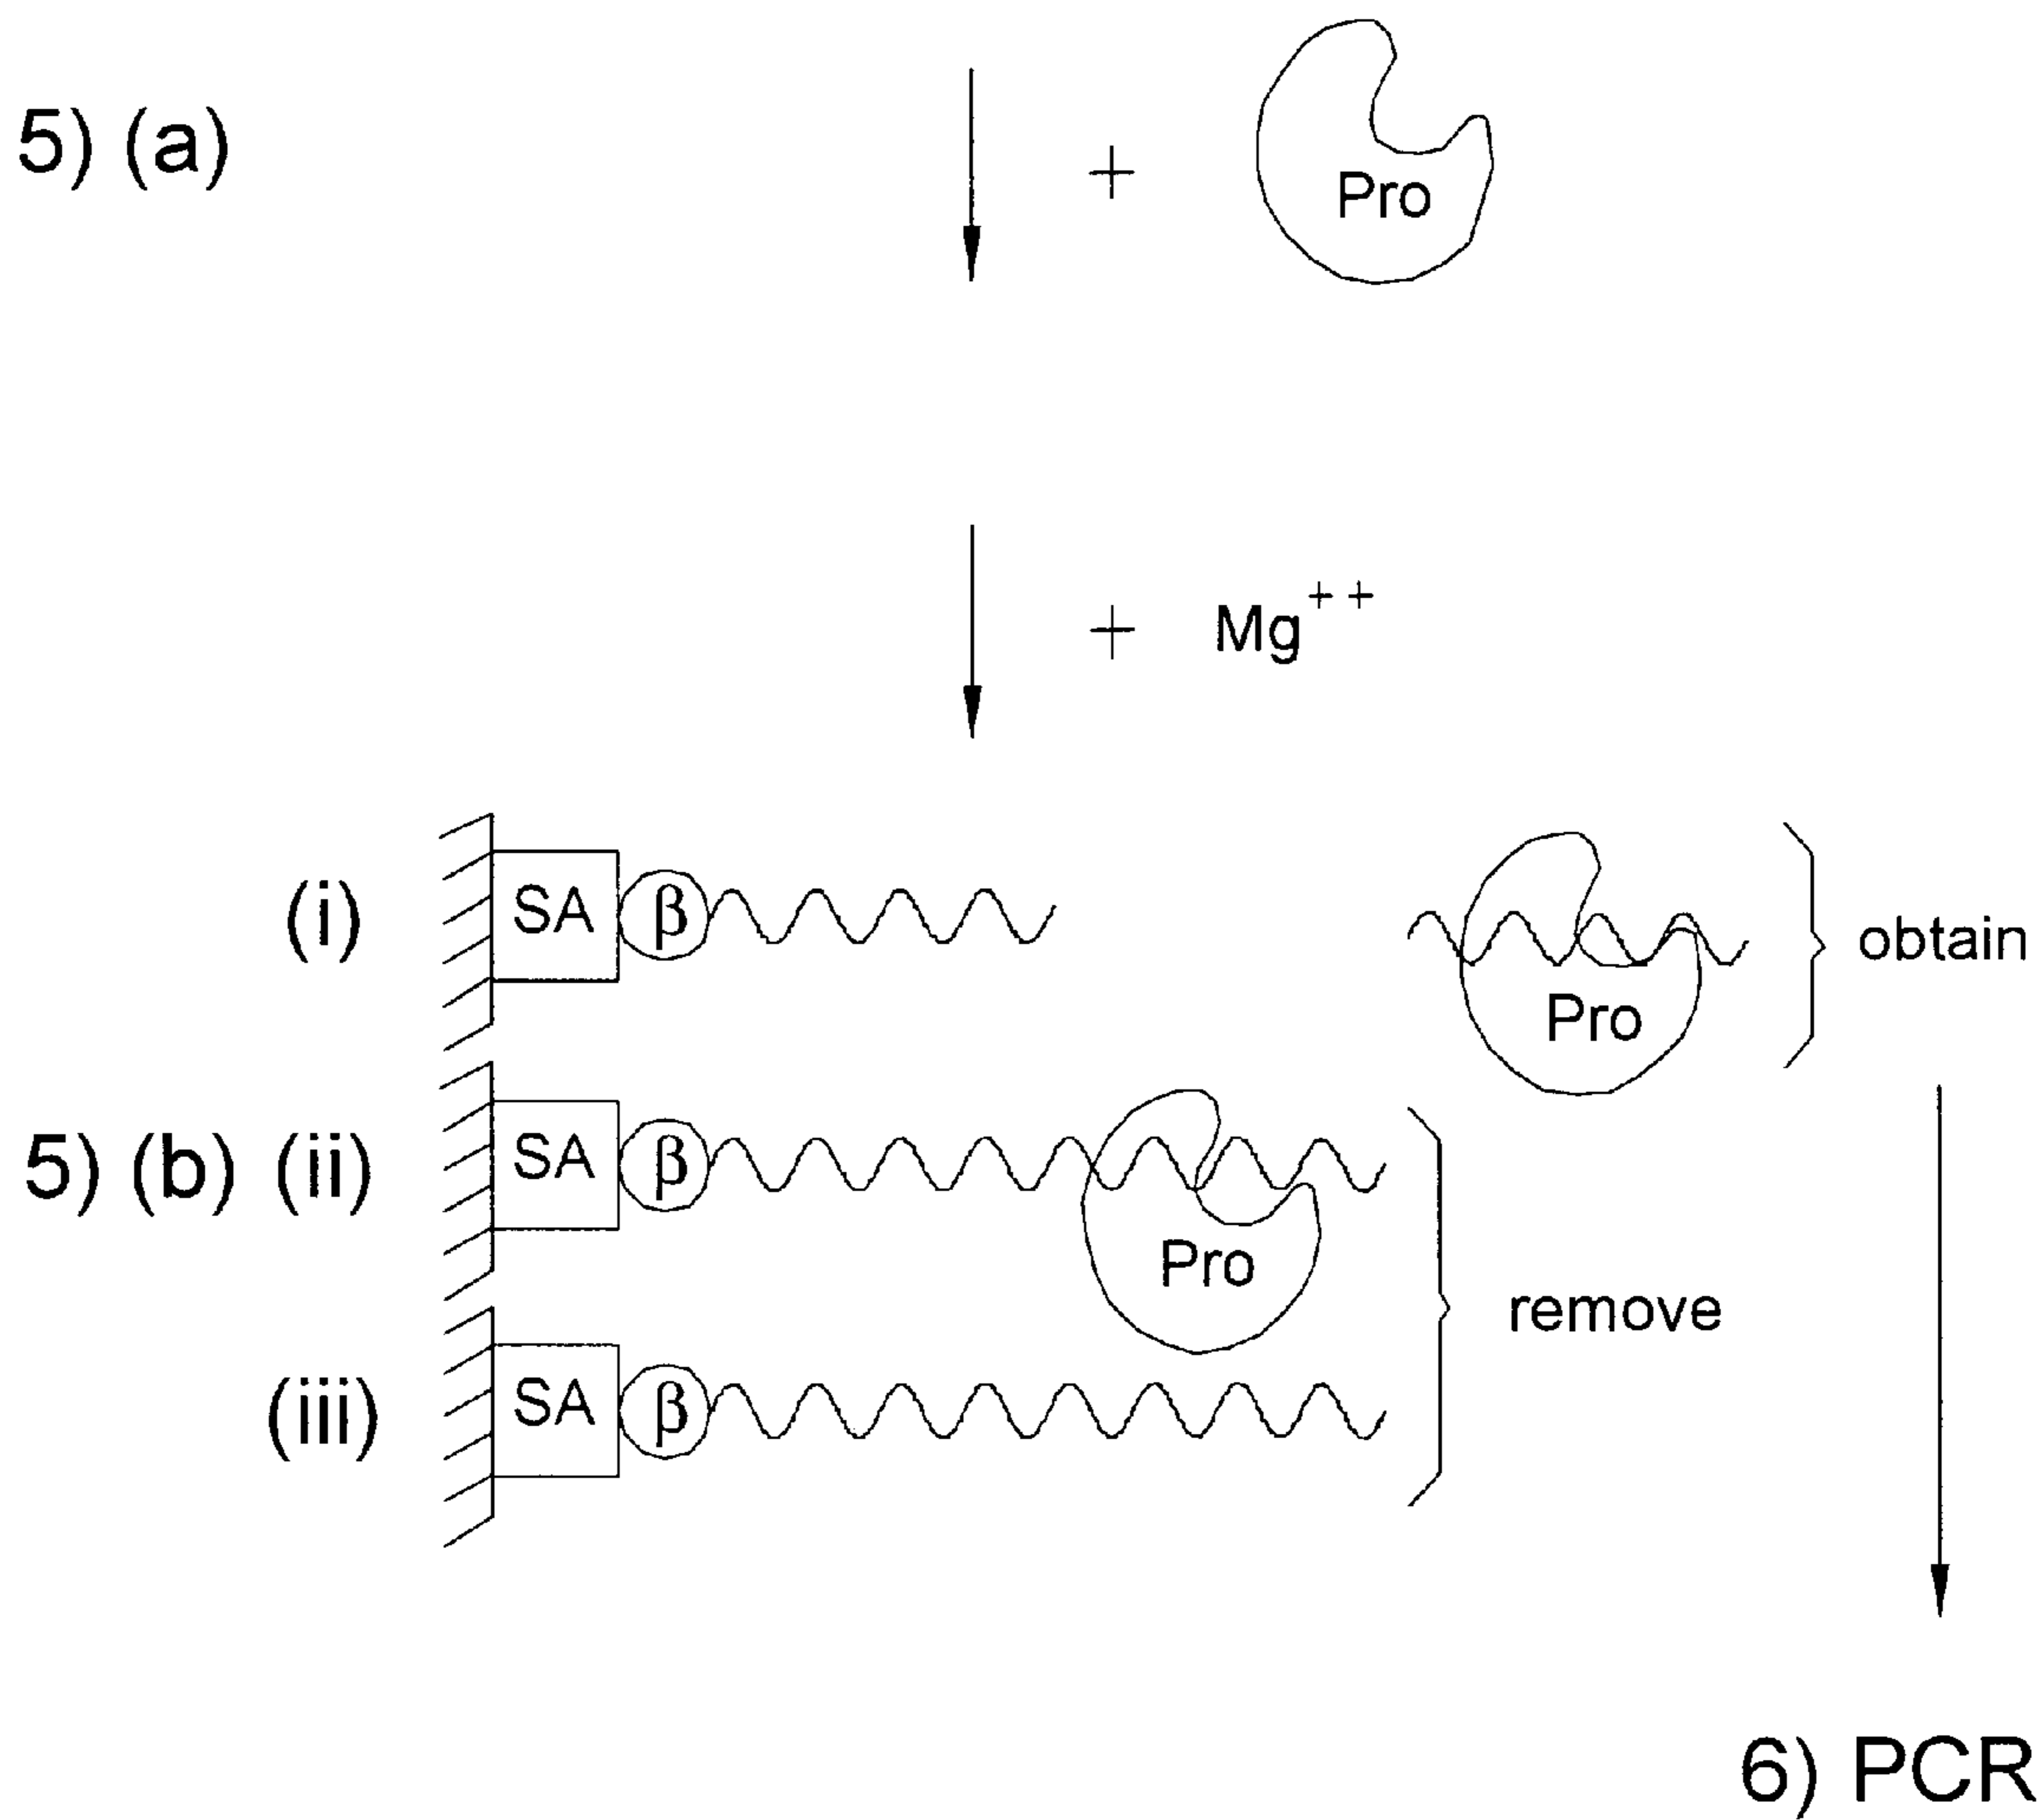 5) (a)
+ Pro
+ Mg++
(i) SA β Pro obtain
5) (b) (ii) SA β Pro
remove
(iii) SA β
6) PCR